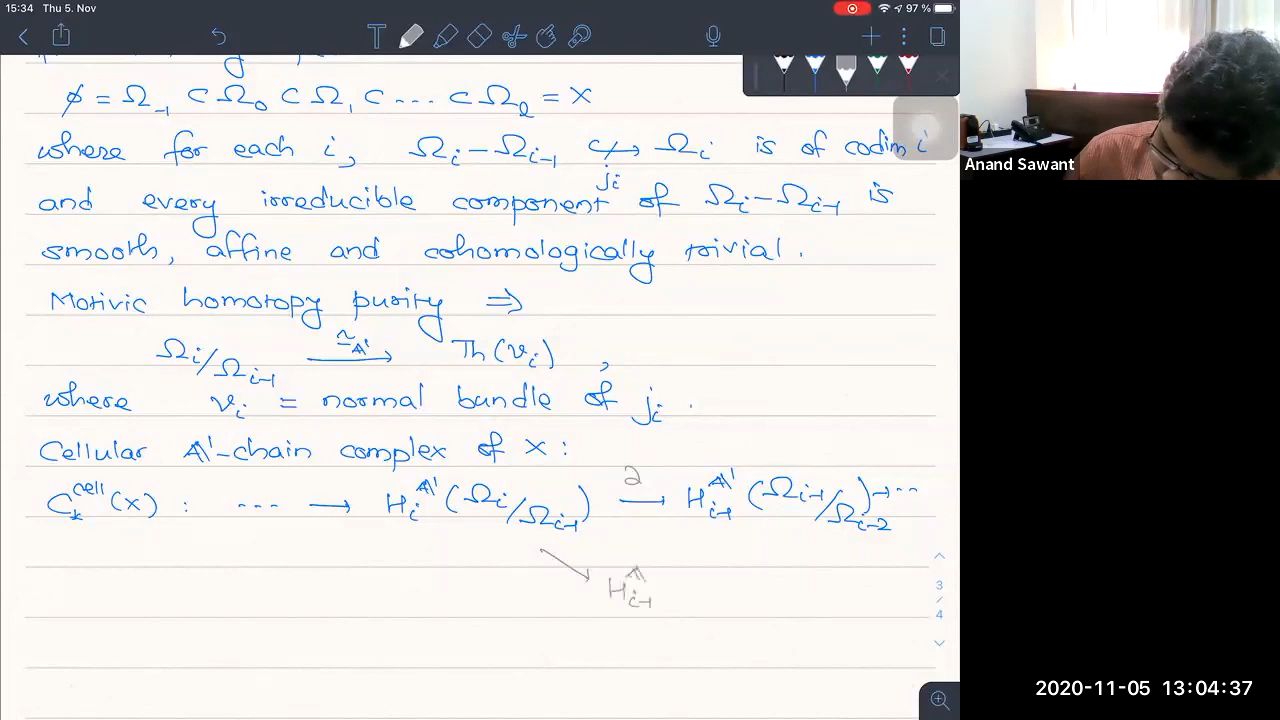 15:34 Thu 5. Nov
97 %
∅ = Ω₋₁ ⊂ Ω₀ ⊂ Ω₁ ⊂ ... ⊂ Ω_ℓ = X
where for each i, Ω_i − Ω_{i-1} ↪ Ω_i is of codim i
j_i
and every irreducible component of Ω_i − Ω_{i-1} is
smooth, affine and cohomologically trivial.
Motivic homotopy purity ⇒
Ω_i/Ω_{i-1} ≃_{A¹} → Th(ν_i) ,
where ν_i = normal bundle of j_i .
Cellular A¹-chain complex of X :
C_*^{cell}(X) : ... → H_i^{A¹}(Ω_i/Ω_{i-1}) —∂→ H_{i-1}^{A¹}(Ω_{i-1}/Ω_{i-2}) → ...
↘ H_{i-1}^{A}
3
/
4
Anand Sawant
2020-11-05 13:04:37